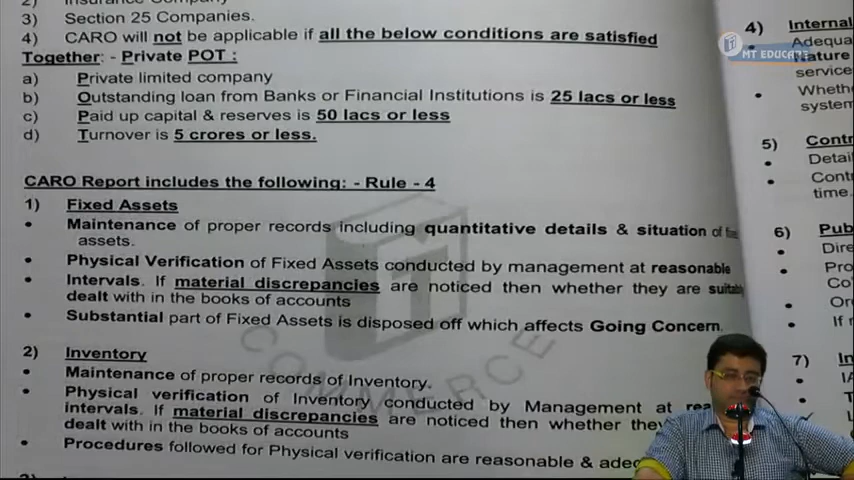 2) Insurance Company
3) Section 25 Companies.
4) CARO will not be applicable if all the below conditions are satisfied
Together: - Private POT :
a) Private limited company
b) Outstanding loan from Banks or Financial Institutions is 25 lacs or less
c) Paid up capital & reserves is 50 lacs or less
d) Turnover is 5 crores or less.
CARO Report includes the following: - Rule - 4
1) Fixed Assets
• Maintenance of proper records including quantitative details & situation of
assets.
• Physical Verification of Fixed Assets conducted by management at reasonable
• Intervals. If material discrepancies are noticed then whether they are suitably
dealt with in the books of accounts
• Substantial part of Fixed Assets is disposed off which affects Going Concern.
2) Inventory
• Maintenance of proper records of Inventory.
• Physical verification of Inventory conducted by Management at
intervals. If material discrepancies are noticed then whether they
dealt with in the books of accounts
• Procedures followed for Physical verification are reasonable &
COMMERCE
MT EDUCARE
4) Internal
• Adequa
Nature
service
• Wheth
system
5) Contr
• Detail
• Cont
time.
6) Pub
• Dire
• Pro
Co
• Or
• If
7) In
• IA